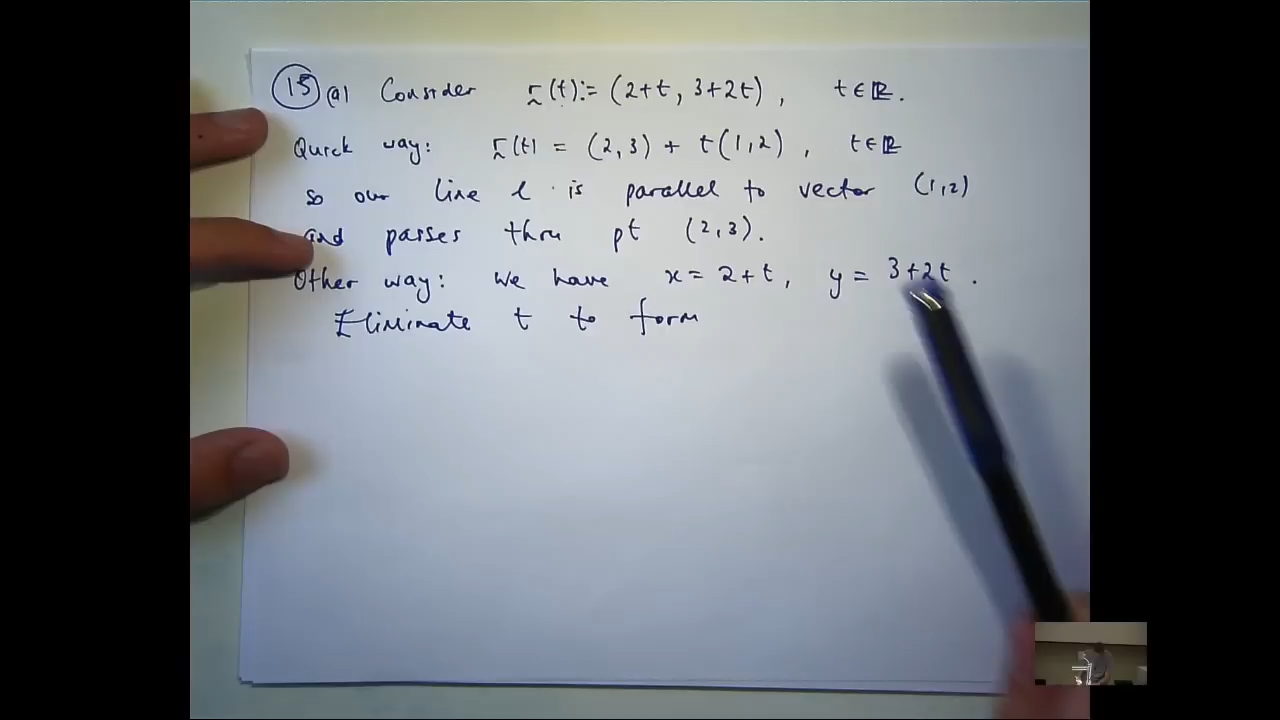 15 (a) Consider r(t) := (2+t, 3+2t), t∈ℝ.
Quick way: r(t) = (2,3) + t(1,2), t∈ℝ
so our line l is parallel to vector (1,2)
and passes thru pt (2,3).
Other way: We have x = 2+t, y = 3+2t.
Eliminate t to form